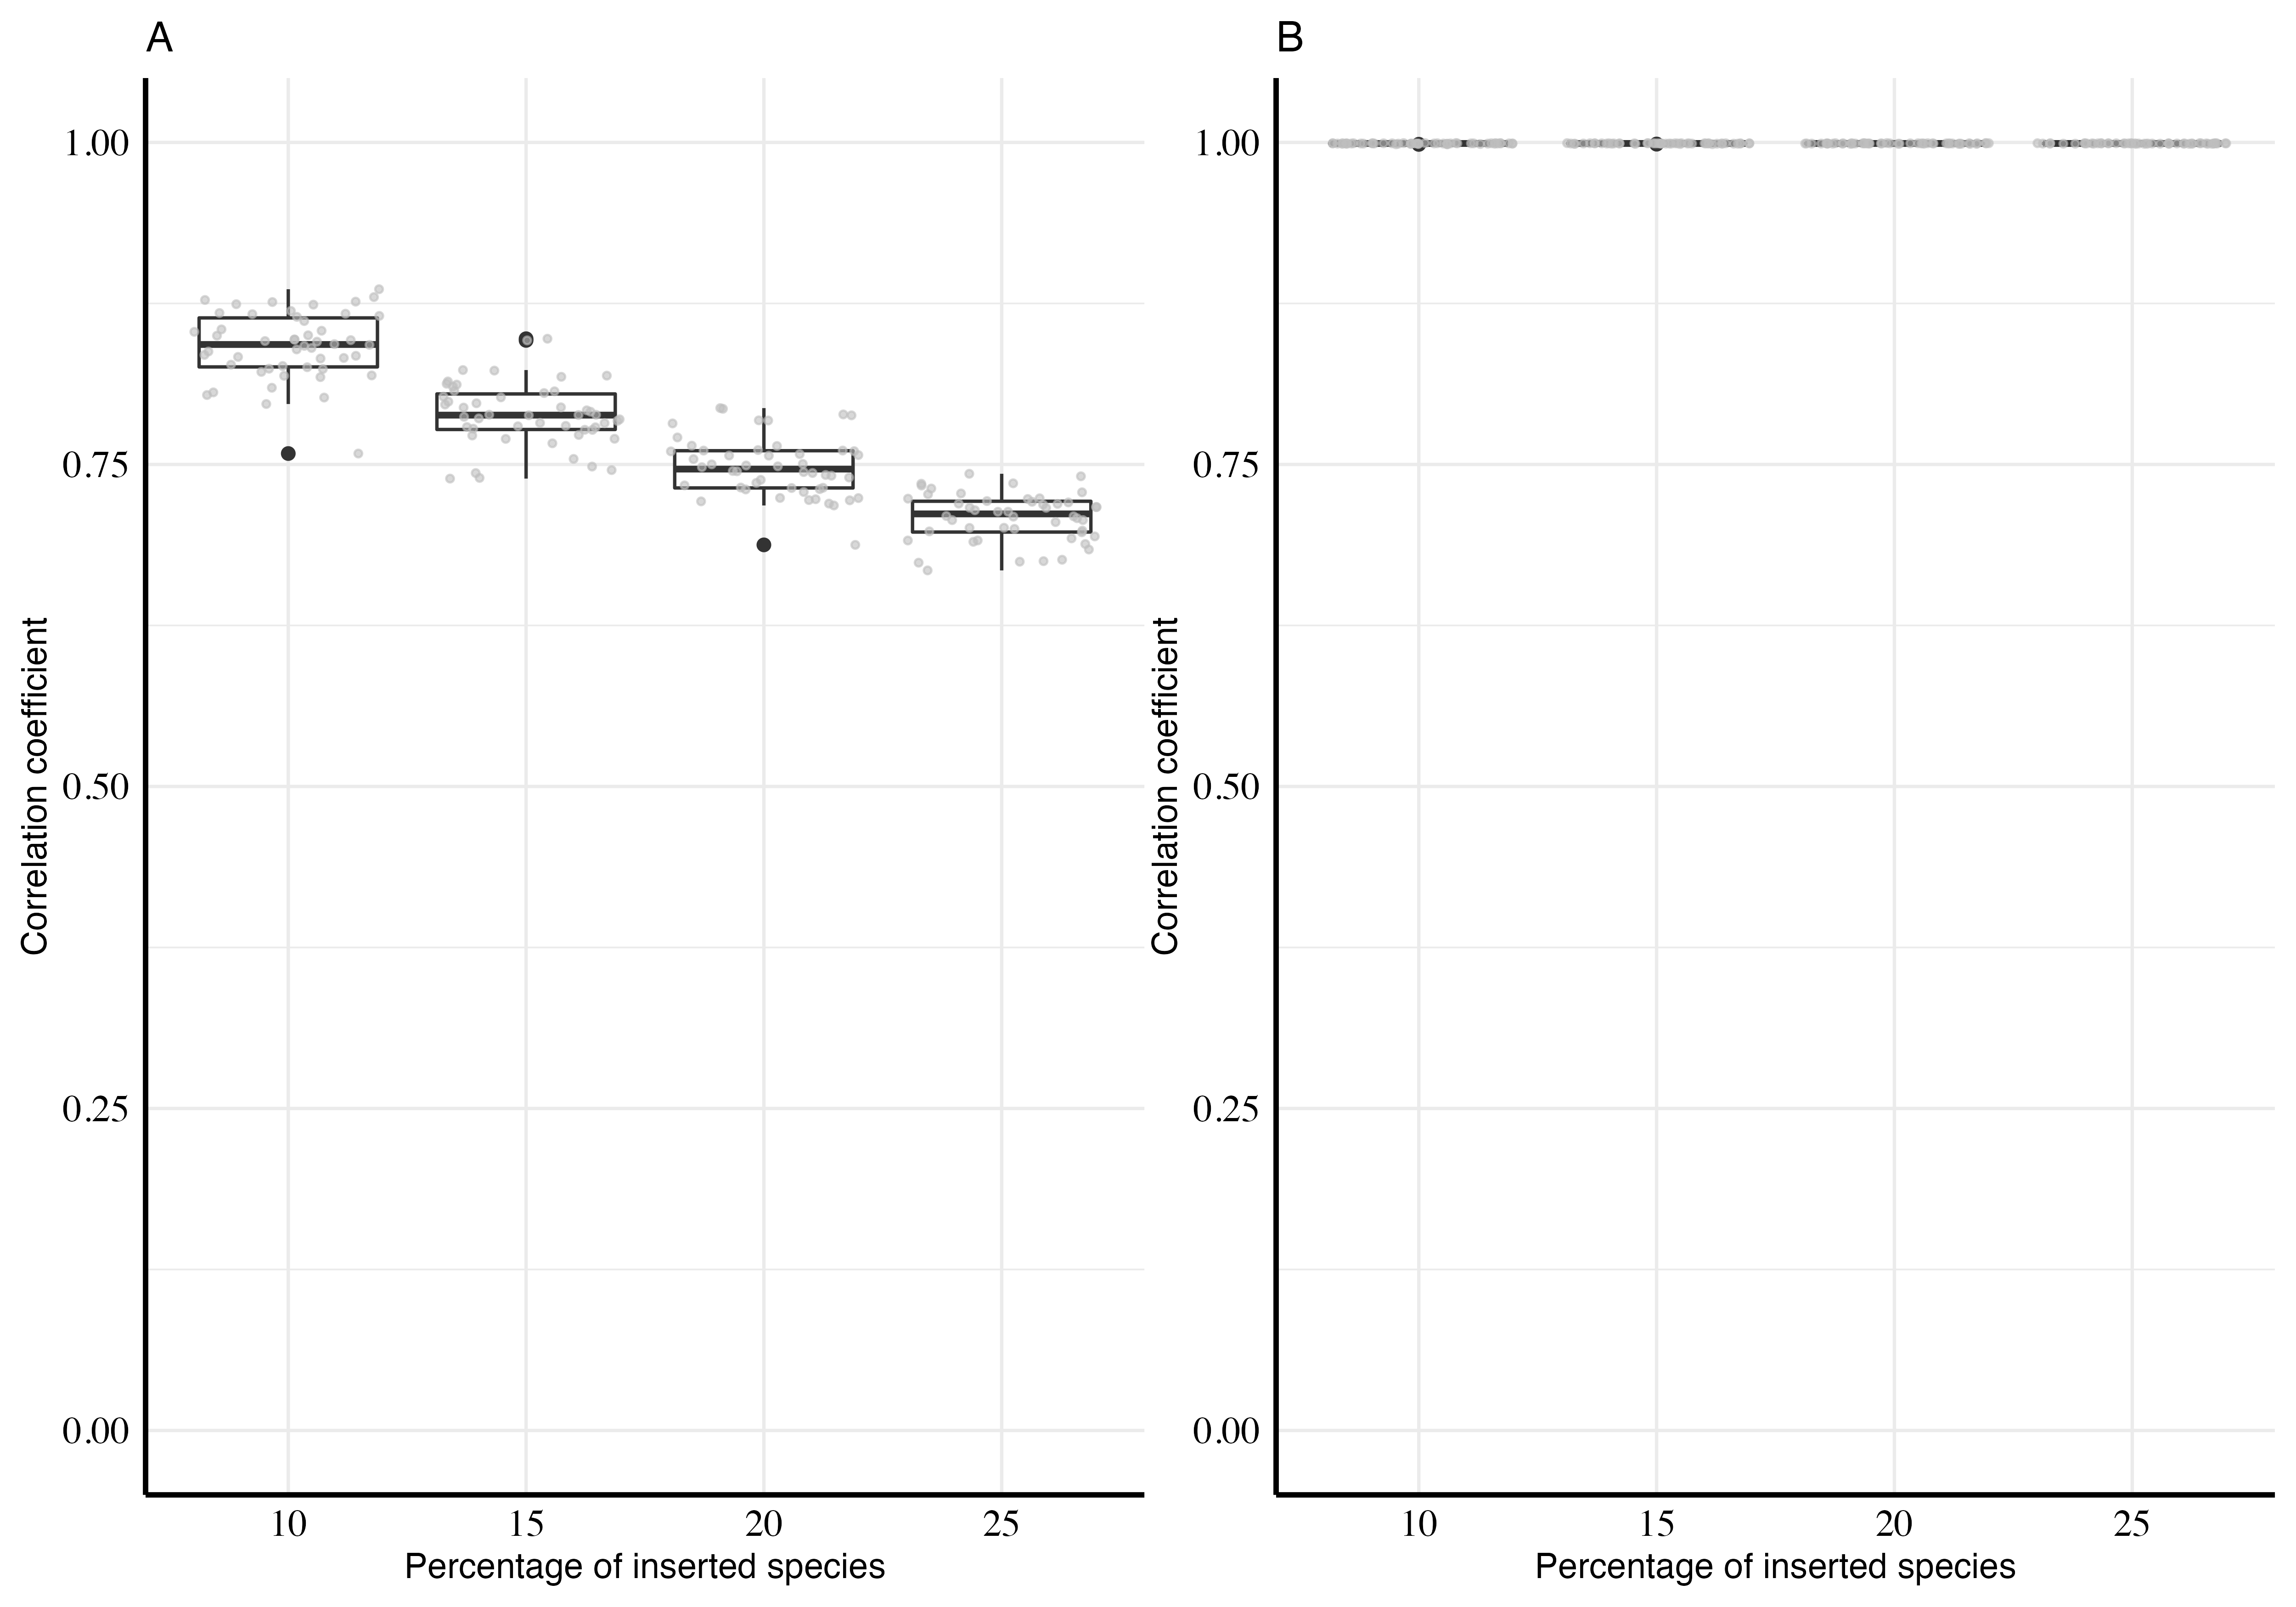 A
Correlation coefficient
1.00
0.75
0.50
0.25
0.00
10 15 20 25
Percentage of inserted species
B
Correlation coefficient
1.00
0.75
0.50
0.25
0.00
10 15 20 25
Percentage of inserted species